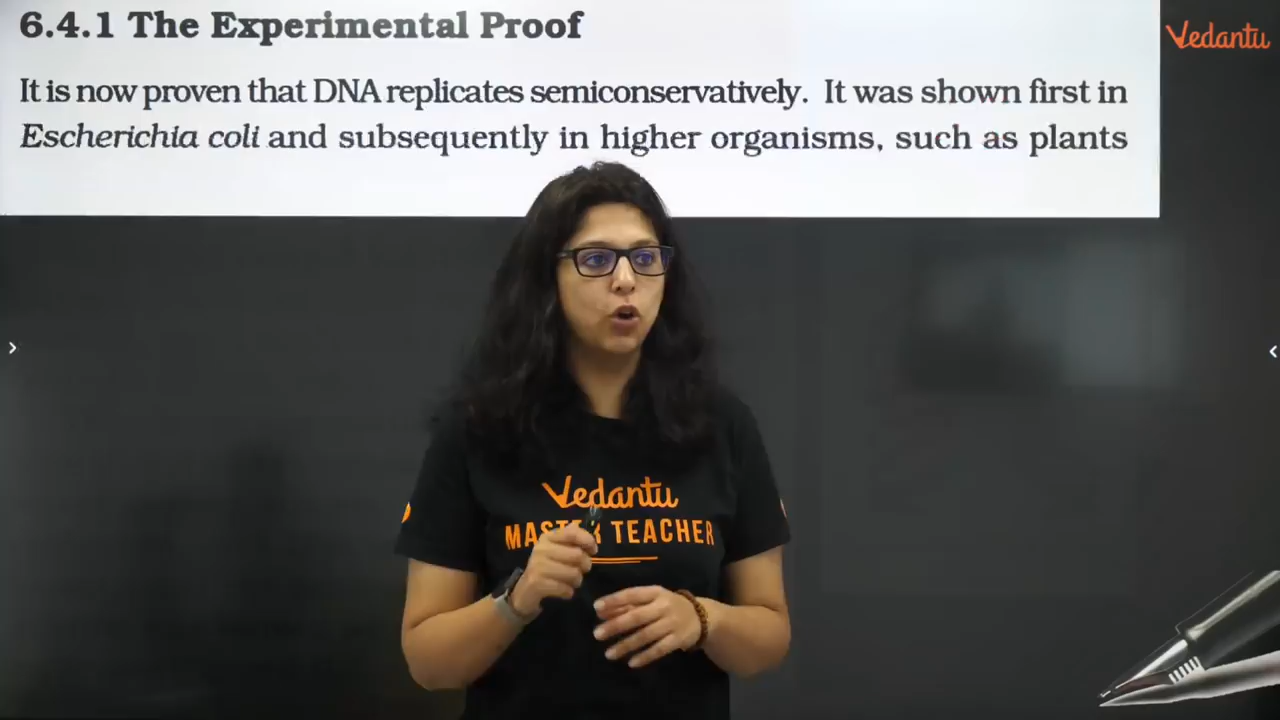 6.4.1 The Experimental Proof
Vedantu
It is now proven that DNA replicates semiconservatively. It was shown first in
Escherichia coli and subsequently in higher organisms, such as plants
Vedantu
MASTER TEACHER